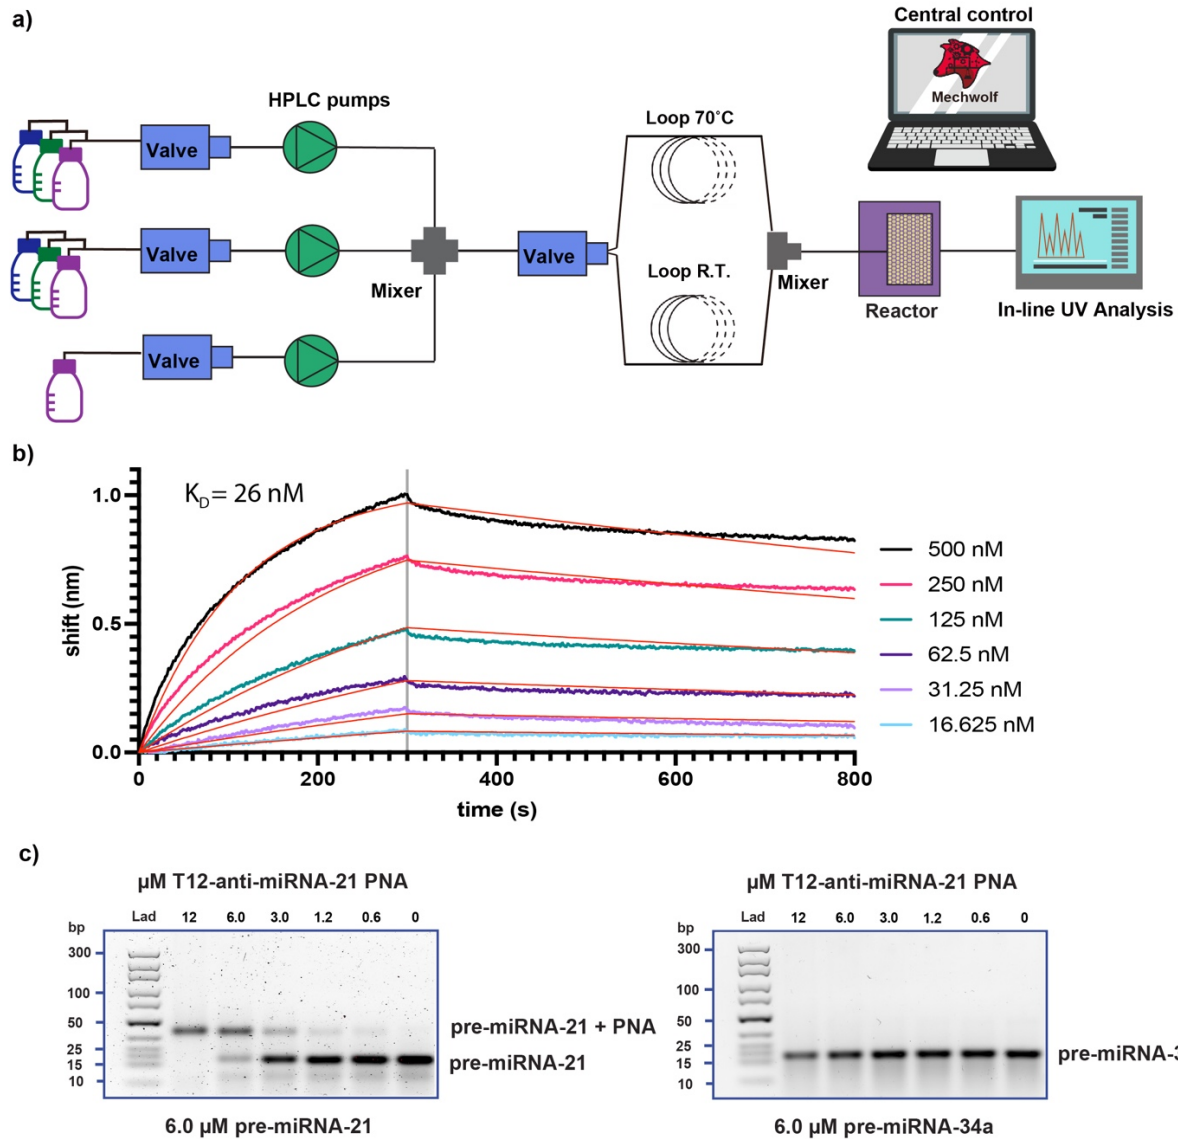 a)
Central control
Mechwolf
HPLC pumps
Loop 70°C
Valve
Valve
Mixer
Valve
Loop R.T.
Mixer
Reactor
In-line UV Analysis
Valve
b)
K_D = 26 nM
1.0
0.5
0.0
shift (nm)
0 200 400 600 800
time (s)
500 nM
250 nM
125 nM
62.5 nM
31.25 nM
16.625 nM
c)
µM T12-anti-miRNA-21 PNA
bp Lad 12 6.0 3.0 1.2 0.6 0
300
100
50
25
15
10
pre-miRNA-21 + PNA
pre-miRNA-21
6.0 µM pre-miRNA-21
µM T12-anti-miRNA-21 PNA
bp Lad 12 6.0 3.0 1.2 0.6 0
300
100
50
25
15
10
pre-miRNA-3
6.0 µM pre-miRNA-34a